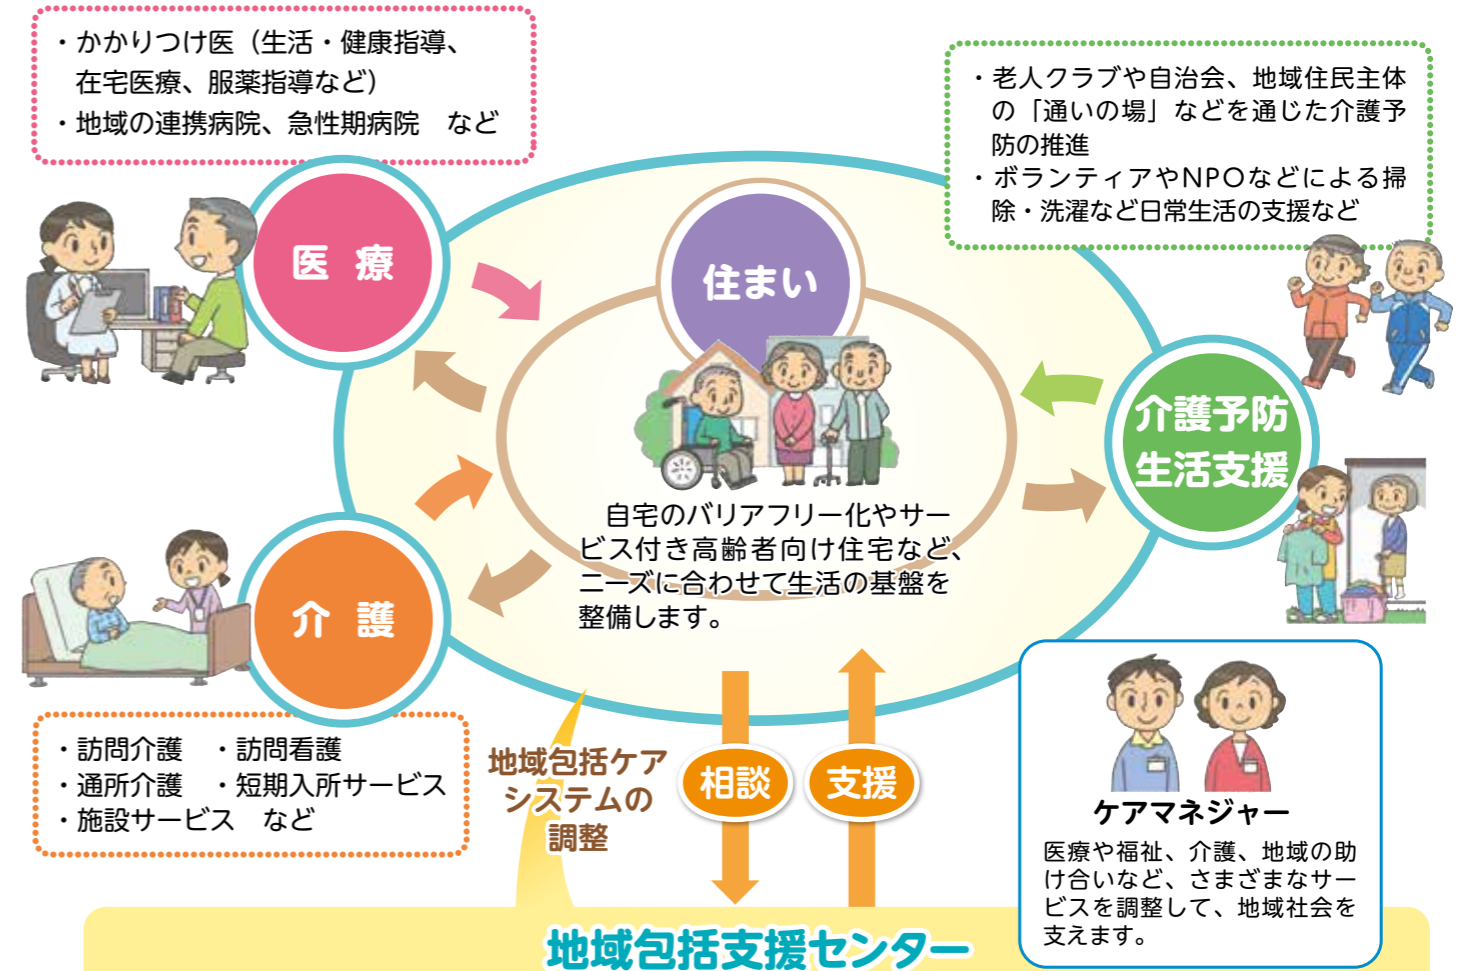 ・かかりつけ医（生活・健康指導、
在宅医療、服薬指導など）
・地域の連携病院、急性期病院　など
・老人クラブや自治会、地域住民主体
の「通いの場」などを通じた介護予
防の推進
・ボランティアやNPOなどによる掃
除・洗濯など日常生活の支援など
医療
住まい
介護予防
生活支援
自宅のバリアフリー化やサー
ビス付き高齢者向け住宅など、
ニーズに合わせて生活の基盤を
整備します。
介護
・訪問介護　・訪問看護
・通所介護　・短期入所サービス
・施設サービス　など
地域包括ケア
システムの
調整
相談
支援
ケアマネジャー
医療や福祉、介護、地域の助
け合いなど、さまざまなサー
ビスを調整して、地域社会を
支えます。
地域包括支援センター